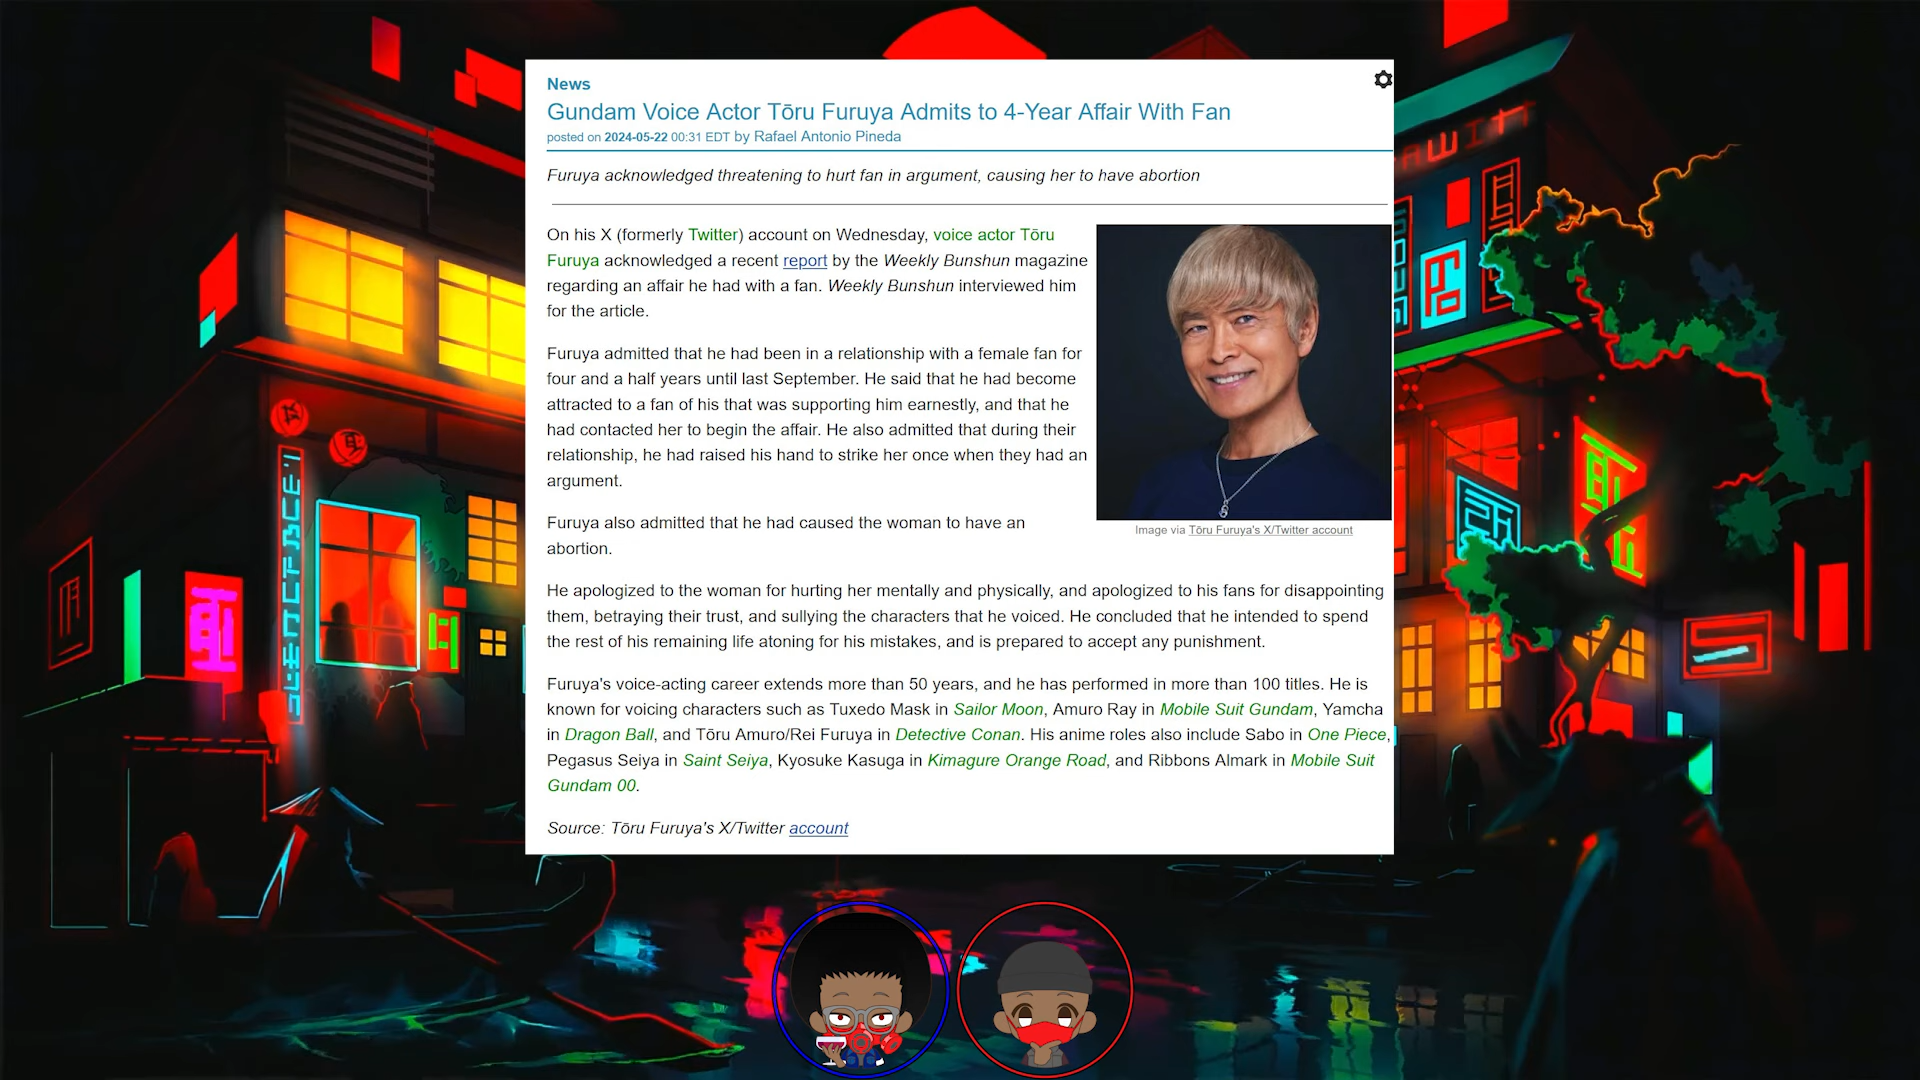 News
Gundam Voice Actor Tōru Furuya Admits to 4-Year Affair With Fan
posted on 2024-05-22 00:31 EDT by Rafael Antonio Pineda
Furuya acknowledged threatening to hurt fan in argument, causing her to have abortion
On his X (formerly Twitter) account on Wednesday, voice actor Tōru
Furuya acknowledged a recent report by the Weekly Bunshun magazine
regarding an affair he had with a fan. Weekly Bunshun interviewed him
for the article.
Furuya admitted that he had been in a relationship with a female fan for
four and a half years until last September. He said that he had become
attracted to a fan of his that was supporting him earnestly, and that he
had contacted her to begin the affair. He also admitted that during their
relationship, he had raised his hand to strike her once when they had an
argument.
Image via Tōru Furuya's X/Twitter account
Furuya also admitted that he had caused the woman to have an
abortion.
He apologized to the woman for hurting her mentally and physically, and apologized to his fans for disappointing
them, betraying their trust, and sullying the characters that he voiced. He concluded that he intended to spend
the rest of his remaining life atoning for his mistakes, and is prepared to accept any punishment.
Furuya's voice-acting career extends more than 50 years, and he has performed in more than 100 titles. He is
known for voicing characters such as Tuxedo Mask in Sailor Moon, Amuro Ray in Mobile Suit Gundam, Yamcha
in Dragon Ball, and Tōru Amuro/Rei Furuya in Detective Conan. His anime roles also include Sabo in One Piece,
Pegasus Seiya in Saint Seiya, Kyosuke Kasuga in Kimagure Orange Road, and Ribbons Almark in Mobile Suit
Gundam 00.
Source: Tōru Furuya's X/Twitter account